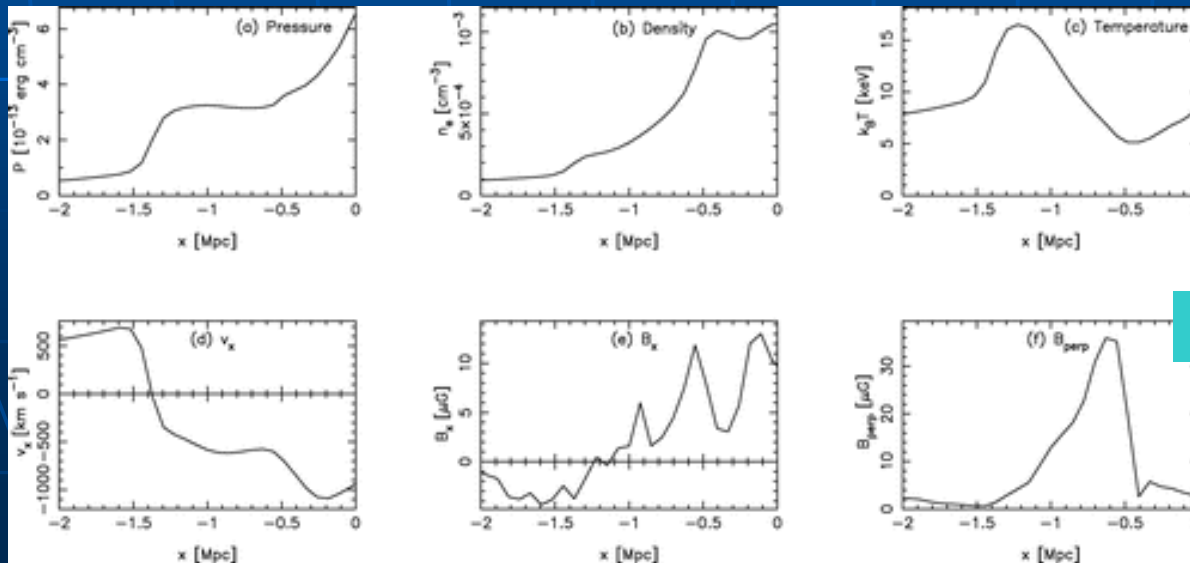 (a) Pressure
P [10⁻¹³ erg cm⁻³]
6
4
2
0
−2 −1.5 −1 −0.5 0
x [Mpc]
(b) Density
nₑ [cm⁻³]
10⁻³
5×10⁻⁴
0
−2 −1.5 −1 −0.5 0
x [Mpc]
(c) Temperature
k_BT [keV]
15
10
5
0
−2 −1.5 −1 −0.5
x [Mpc]
(d) vₓ
vₓ [km s⁻¹]
500
0
−500
−1000
−2 −1.5 −1 −0.5 0
x [Mpc]
(e) Bₓ
Bₓ [μG]
10
5
0
−2 −1.5 −1 −0.5 0
x [Mpc]
(f) B_perp
B_perp [μG]
30
20
10
0
−2 −1.5 −1 −0.5
x [Mpc]